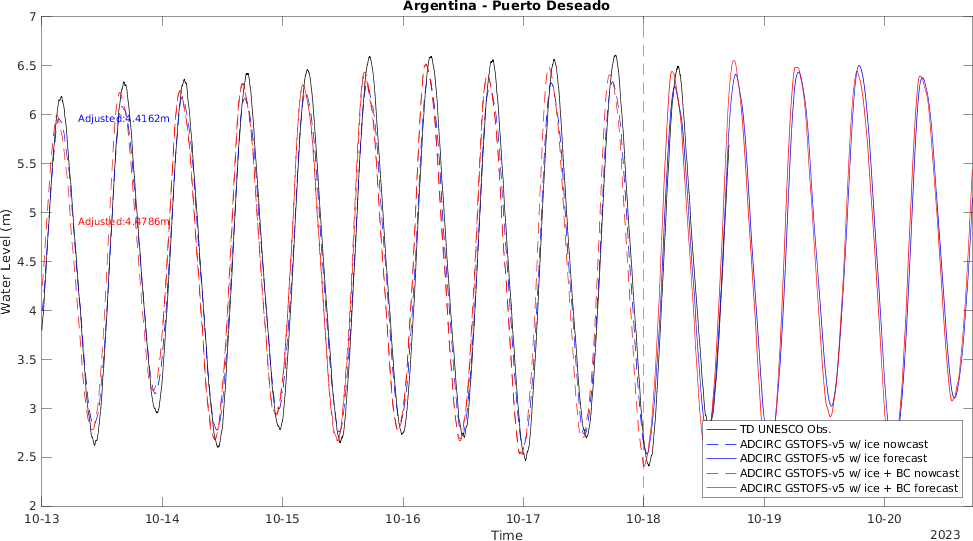 Argentina - Puerto Deseado
7
6.5
6
5.5
5
4.5
4
3.5
3
2.5
2
Water Level (m)
Adjusted:4.4162m
Adjusted:4.4786m
TD UNESCO Obs.
ADCIRC GSTOFS-v5 w/ ice nowcast
ADCIRC GSTOFS-v5 w/ ice forecast
ADCIRC GSTOFS-v5 w/ ice + BC nowcast
ADCIRC GSTOFS-v5 w/ ice + BC forecast
10-13 10-14 10-15 10-16 10-17 10-18 10-19 10-20
Time
2023